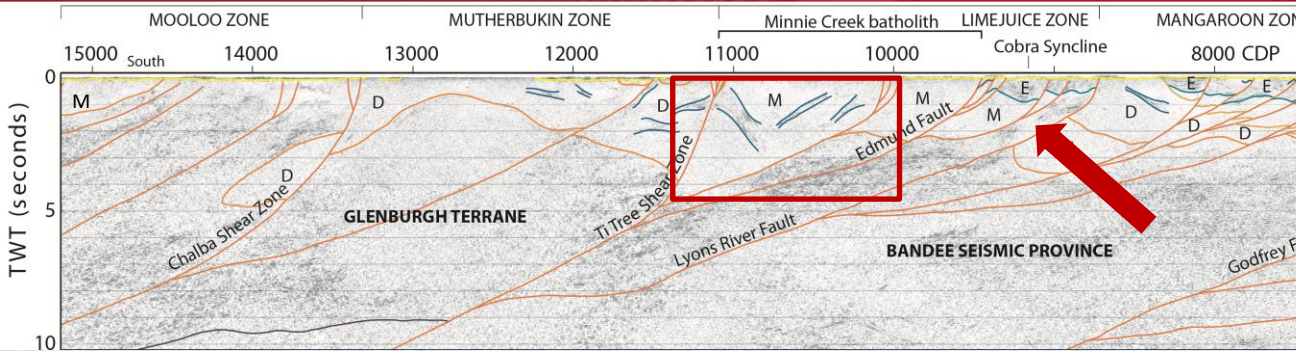 MOOLOO ZONE MUTHERBUKIN ZONE Minnie Creek batholith LIMEJUICE ZONE MANGAROON ZON
Cobra Syncline
15000 South 14000 13000 12000 11000 10000 8000 CDP
0
M D D M M E M D E E D D
D
Edmund Fault
Ti Tree Shear Zone
Chalba Shear Zone
5
GLENBURGH TERRANE
Lyons River Fault
BANDEE SEISMIC PROVINCE
Godfrey F
10
TWT (seconds)